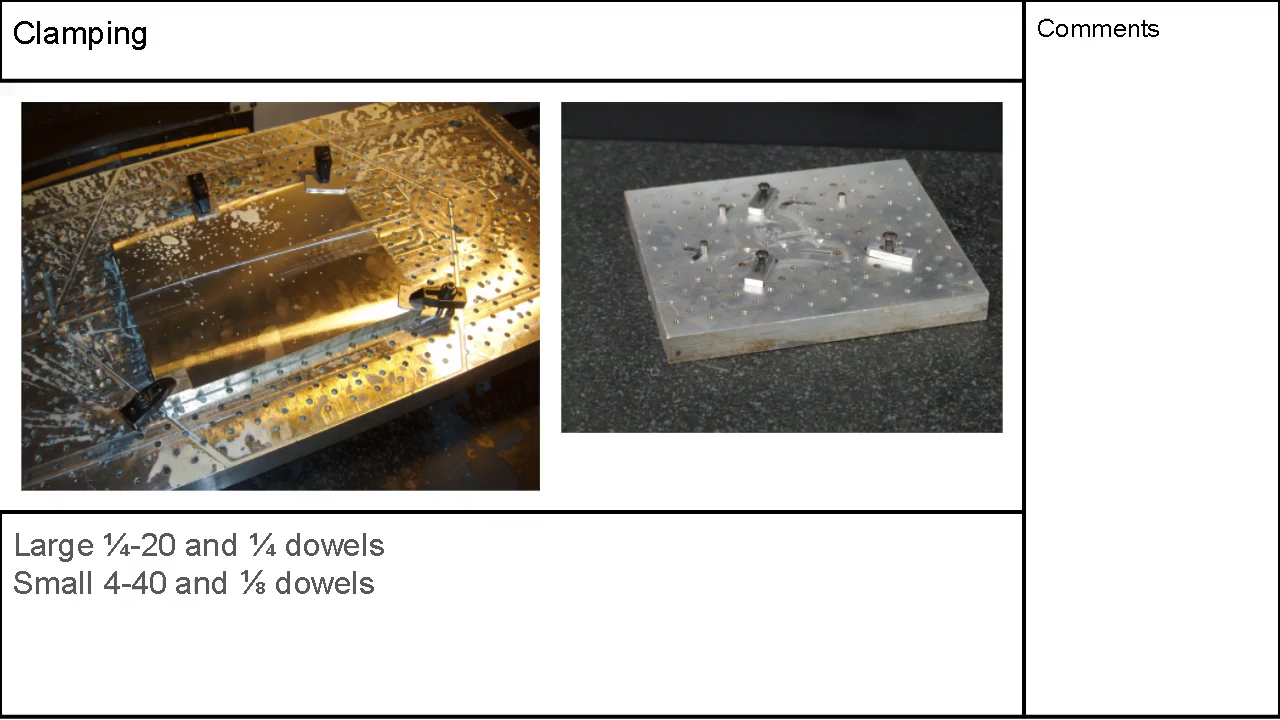 Clamping
Comments
Large ¼-20 and ¼ dowels
Small 4-40 and ⅛ dowels